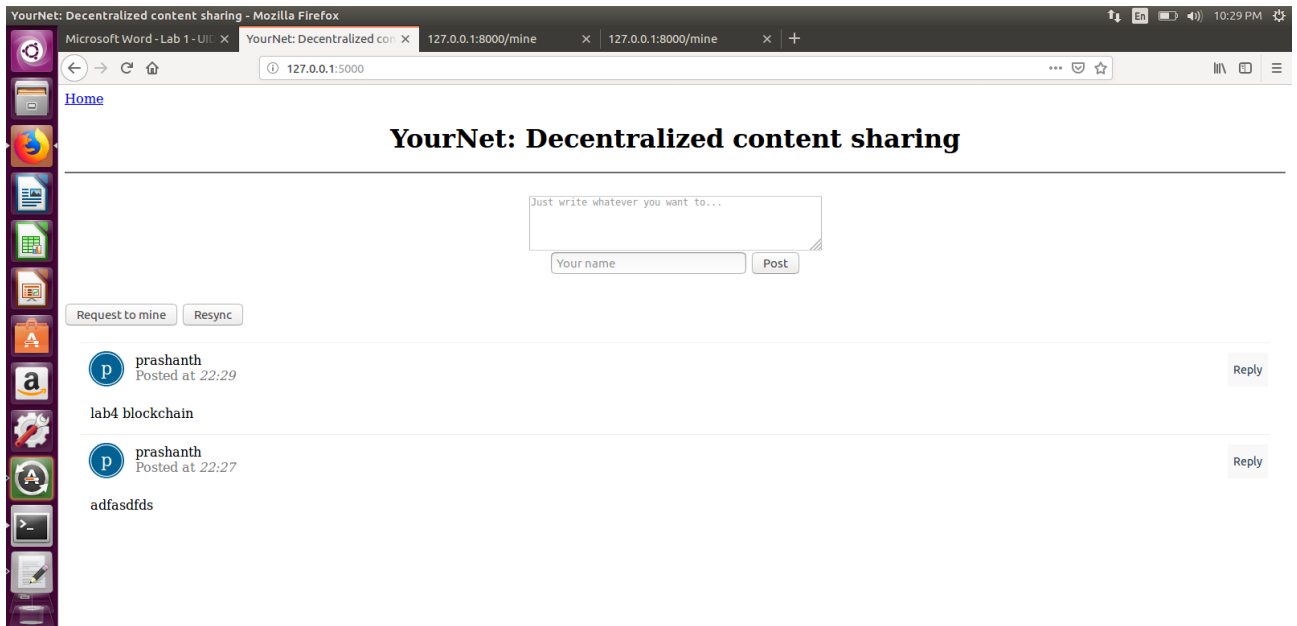 YourNet: Decentralized content sharing - Mozilla Firefox
En 10:29 PM
Microsoft Word - Lab 1 - UID
YourNet: Decentralized con
127.0.0.1:8000/mine
127.0.0.1:8000/mine
127.0.0.1:5000
Home
YourNet: Decentralized content sharing
Just write whatever you want to...
Your name
Post
Request to mine
Resync
p
prashanth
Posted at 22:29
Reply
lab4 blockchain
p
prashanth
Posted at 22:27
Reply
adfasdfds